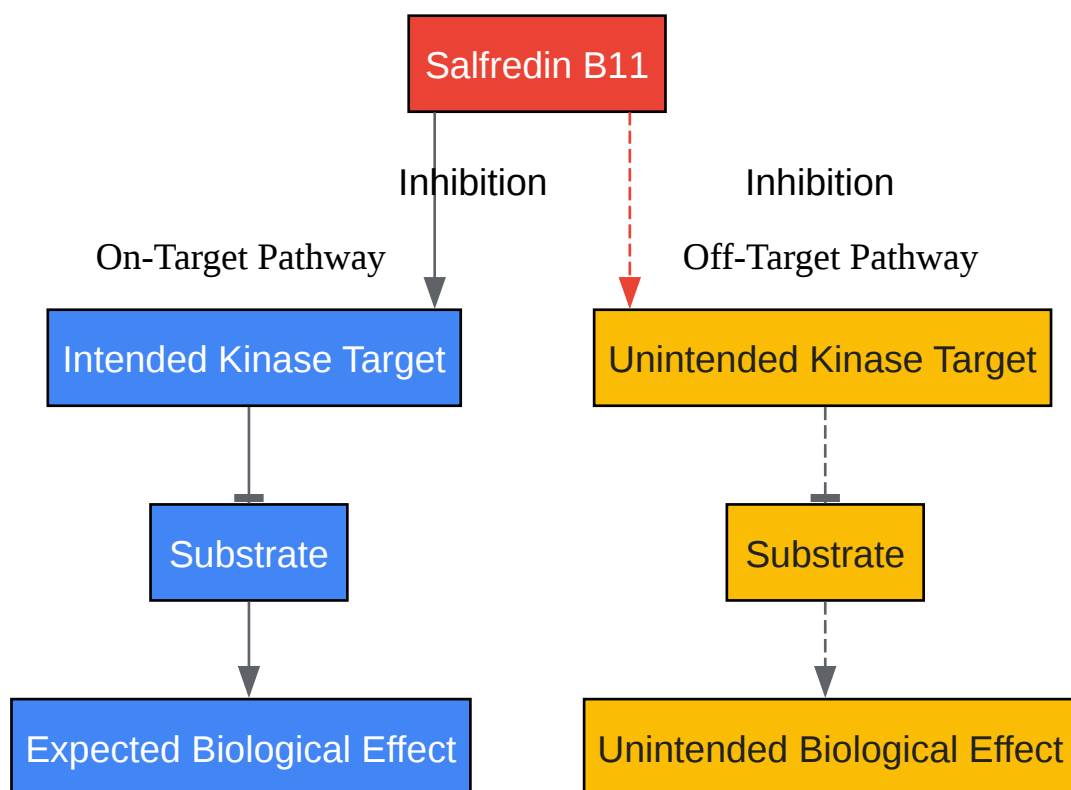 Salfredin B11
Inhibition
Inhibition
On-Target Pathway
Off-Target Pathway
Intended Kinase Target
Unintended Kinase Target
Substrate
Substrate
Expected Biological Effect
Unintended Biological Effect